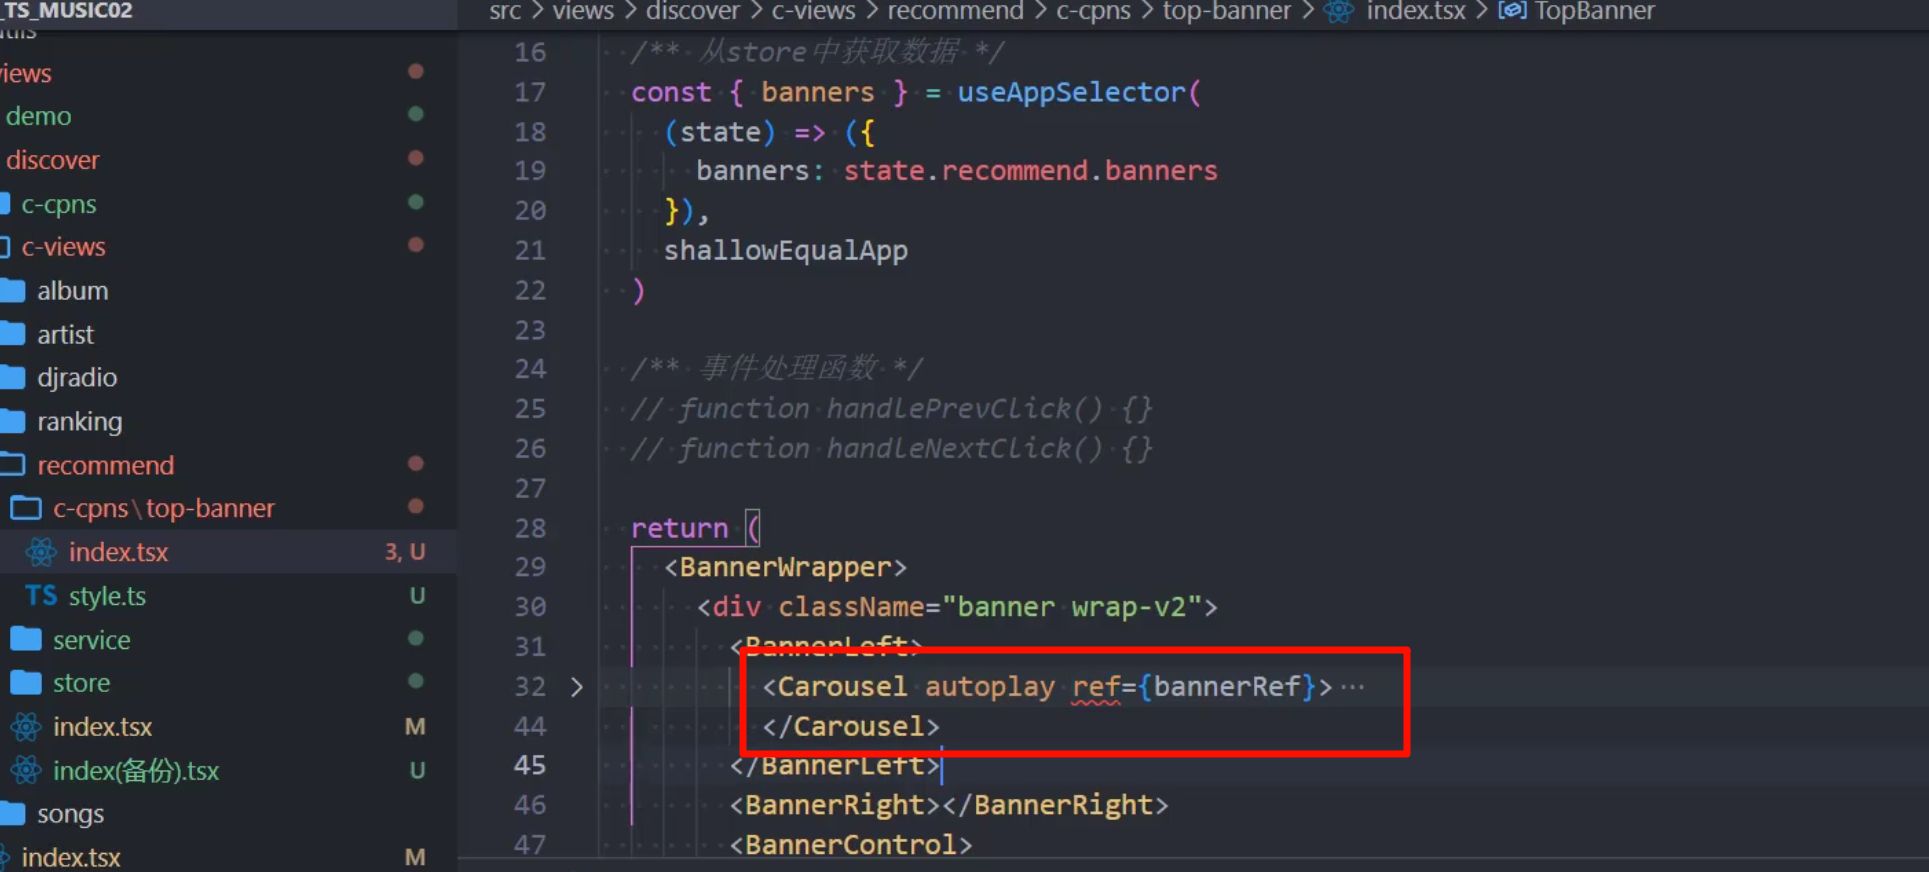 _TS_MUSIC02
src > views > discover > c-views > recommend > c-cpns > top-banner > index.tsx > TopBanner
utils
views
demo
discover
c-cpns
c-views
album
artist
djradio
ranking
recommend
c-cpns\top-banner
index.tsx 3, U
TS style.ts U
service
store
index.tsx M
index(备份).tsx U
songs
index.tsx M
16 /** 从store中获取数据 */
17 const { banners } = useAppSelector(
18 (state) => ({
19 banners: state.recommend.banners
20 }),
21 shallowEqualApp
22 )
23
24 /** 事件处理函数 */
25 // function handlePrevClick() {}
26 // function handleNextClick() {}
27
28 return (
29 <BannerWrapper>
30 <div className="banner wrap-v2">
31 <BannerLeft>
32 > <Carousel autoplay ref={bannerRef}>···
44 </Carousel>
45 </BannerLeft>
46 <BannerRight></BannerRight>
47 <BannerControl>